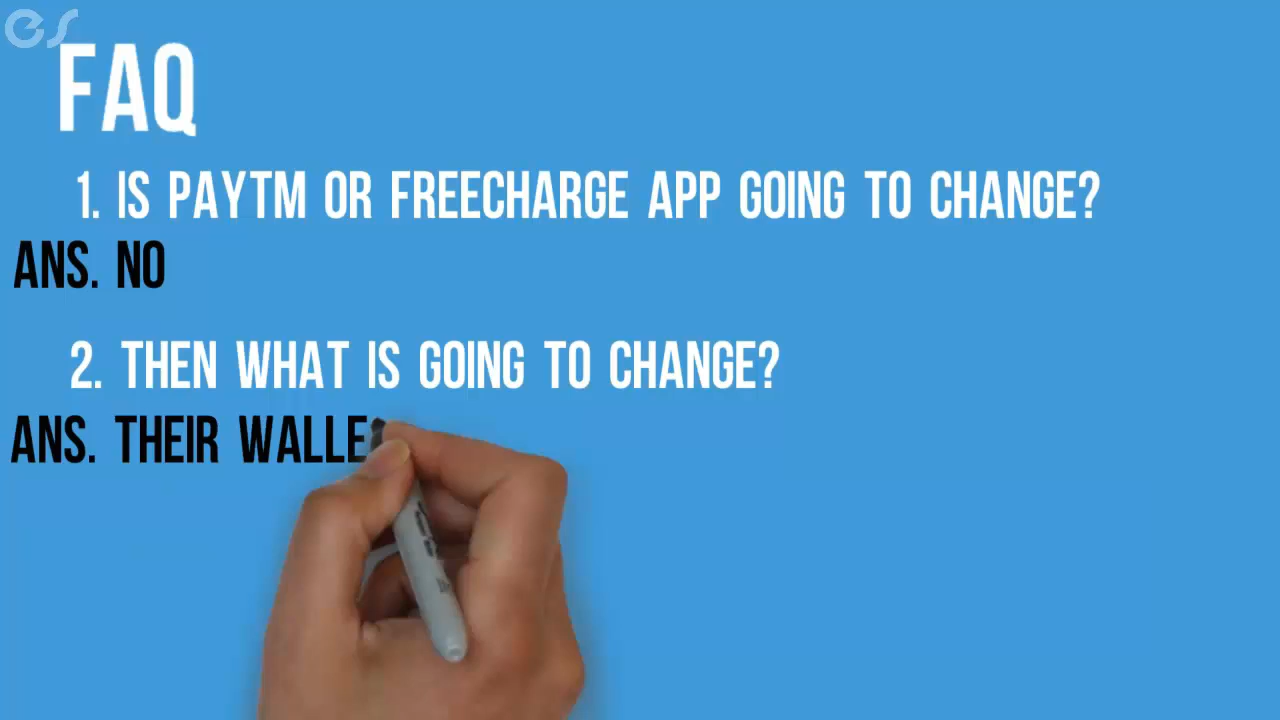 es
FAQ
1. IS PAYTM OR FREECHARGE APP GOING TO CHANGE?
ANS. NO
2. THEN WHAT IS GOING TO CHANGE?
ANS. THEIR WALLE